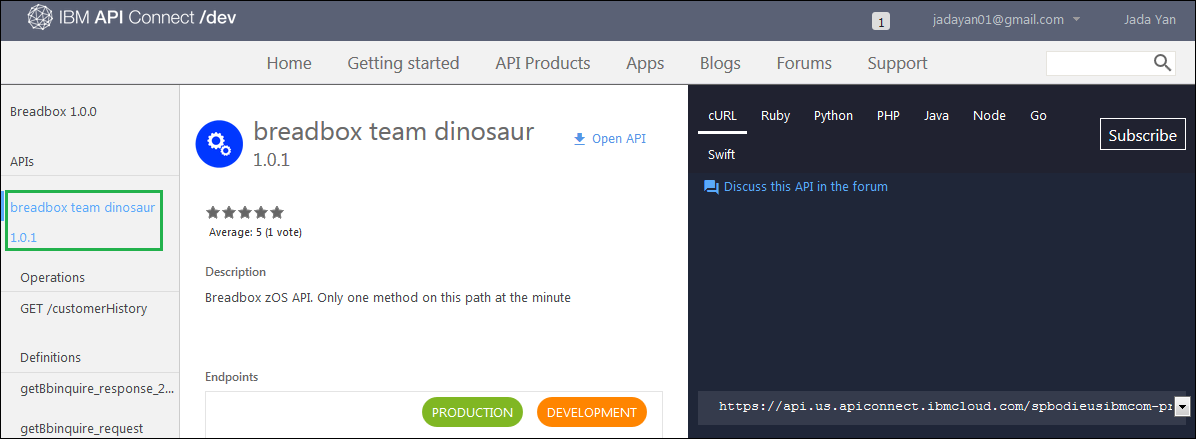 IBM API Connect /dev
1
jadayan01@gmail.com
Jada Yan
Home Getting started API Products Apps Blogs Forums Support
Breadbox 1.0.0
APIs
breadbox team dinosaur
1.0.1
Operations
GET /customerHistory
Definitions
getBbinquire_response_2...
getBbinquire_request
breadbox team dinosaur
1.0.1
Open API
Average: 5 (1 vote)
Description
Breadbox zOS API. Only one method on this path at the minute
Endpoints
PRODUCTION DEVELOPMENT
cURL Ruby Python PHP Java Node Go
Swift
Subscribe
Discuss this API in the forum
https://api.us.apiconnect.ibmcloud.com/spbodieusibmcom-pr